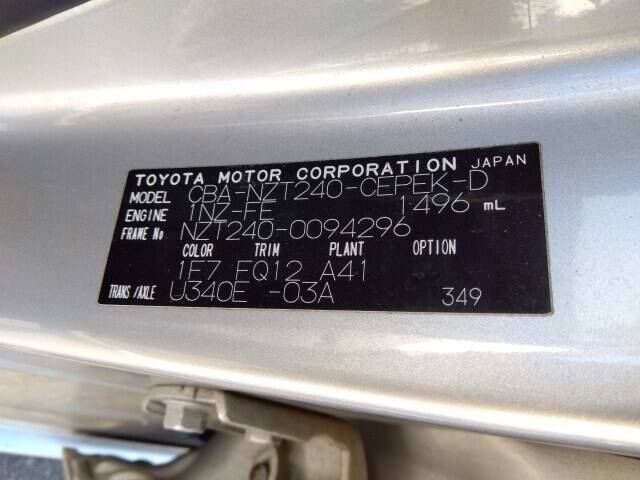 TOYOTA MOTOR CORPORATION JAPAN
MODEL CBA-NZT240-CEPEK-D
ENGINE 1NZ-FE 1496 mL
FRAME No. NZT240-0094296
COLOR TRIM PLANT OPTION
1E7 FQ12 A41
TRANS/AXLE U340E -03A 349